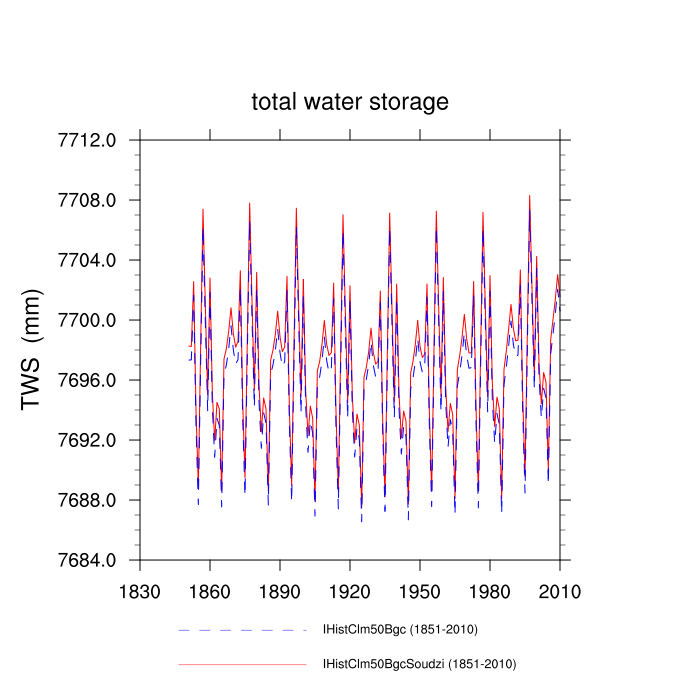 total water storage
TWS (mm)
7712.0
7708.0
7704.0
7700.0
7696.0
7692.0
7688.0
7684.0
1830 1860 1890 1920 1950 1980 2010
IHistClm50Bgc (1851-2010)
IHistClm50BgcSoudzi (1851-2010)